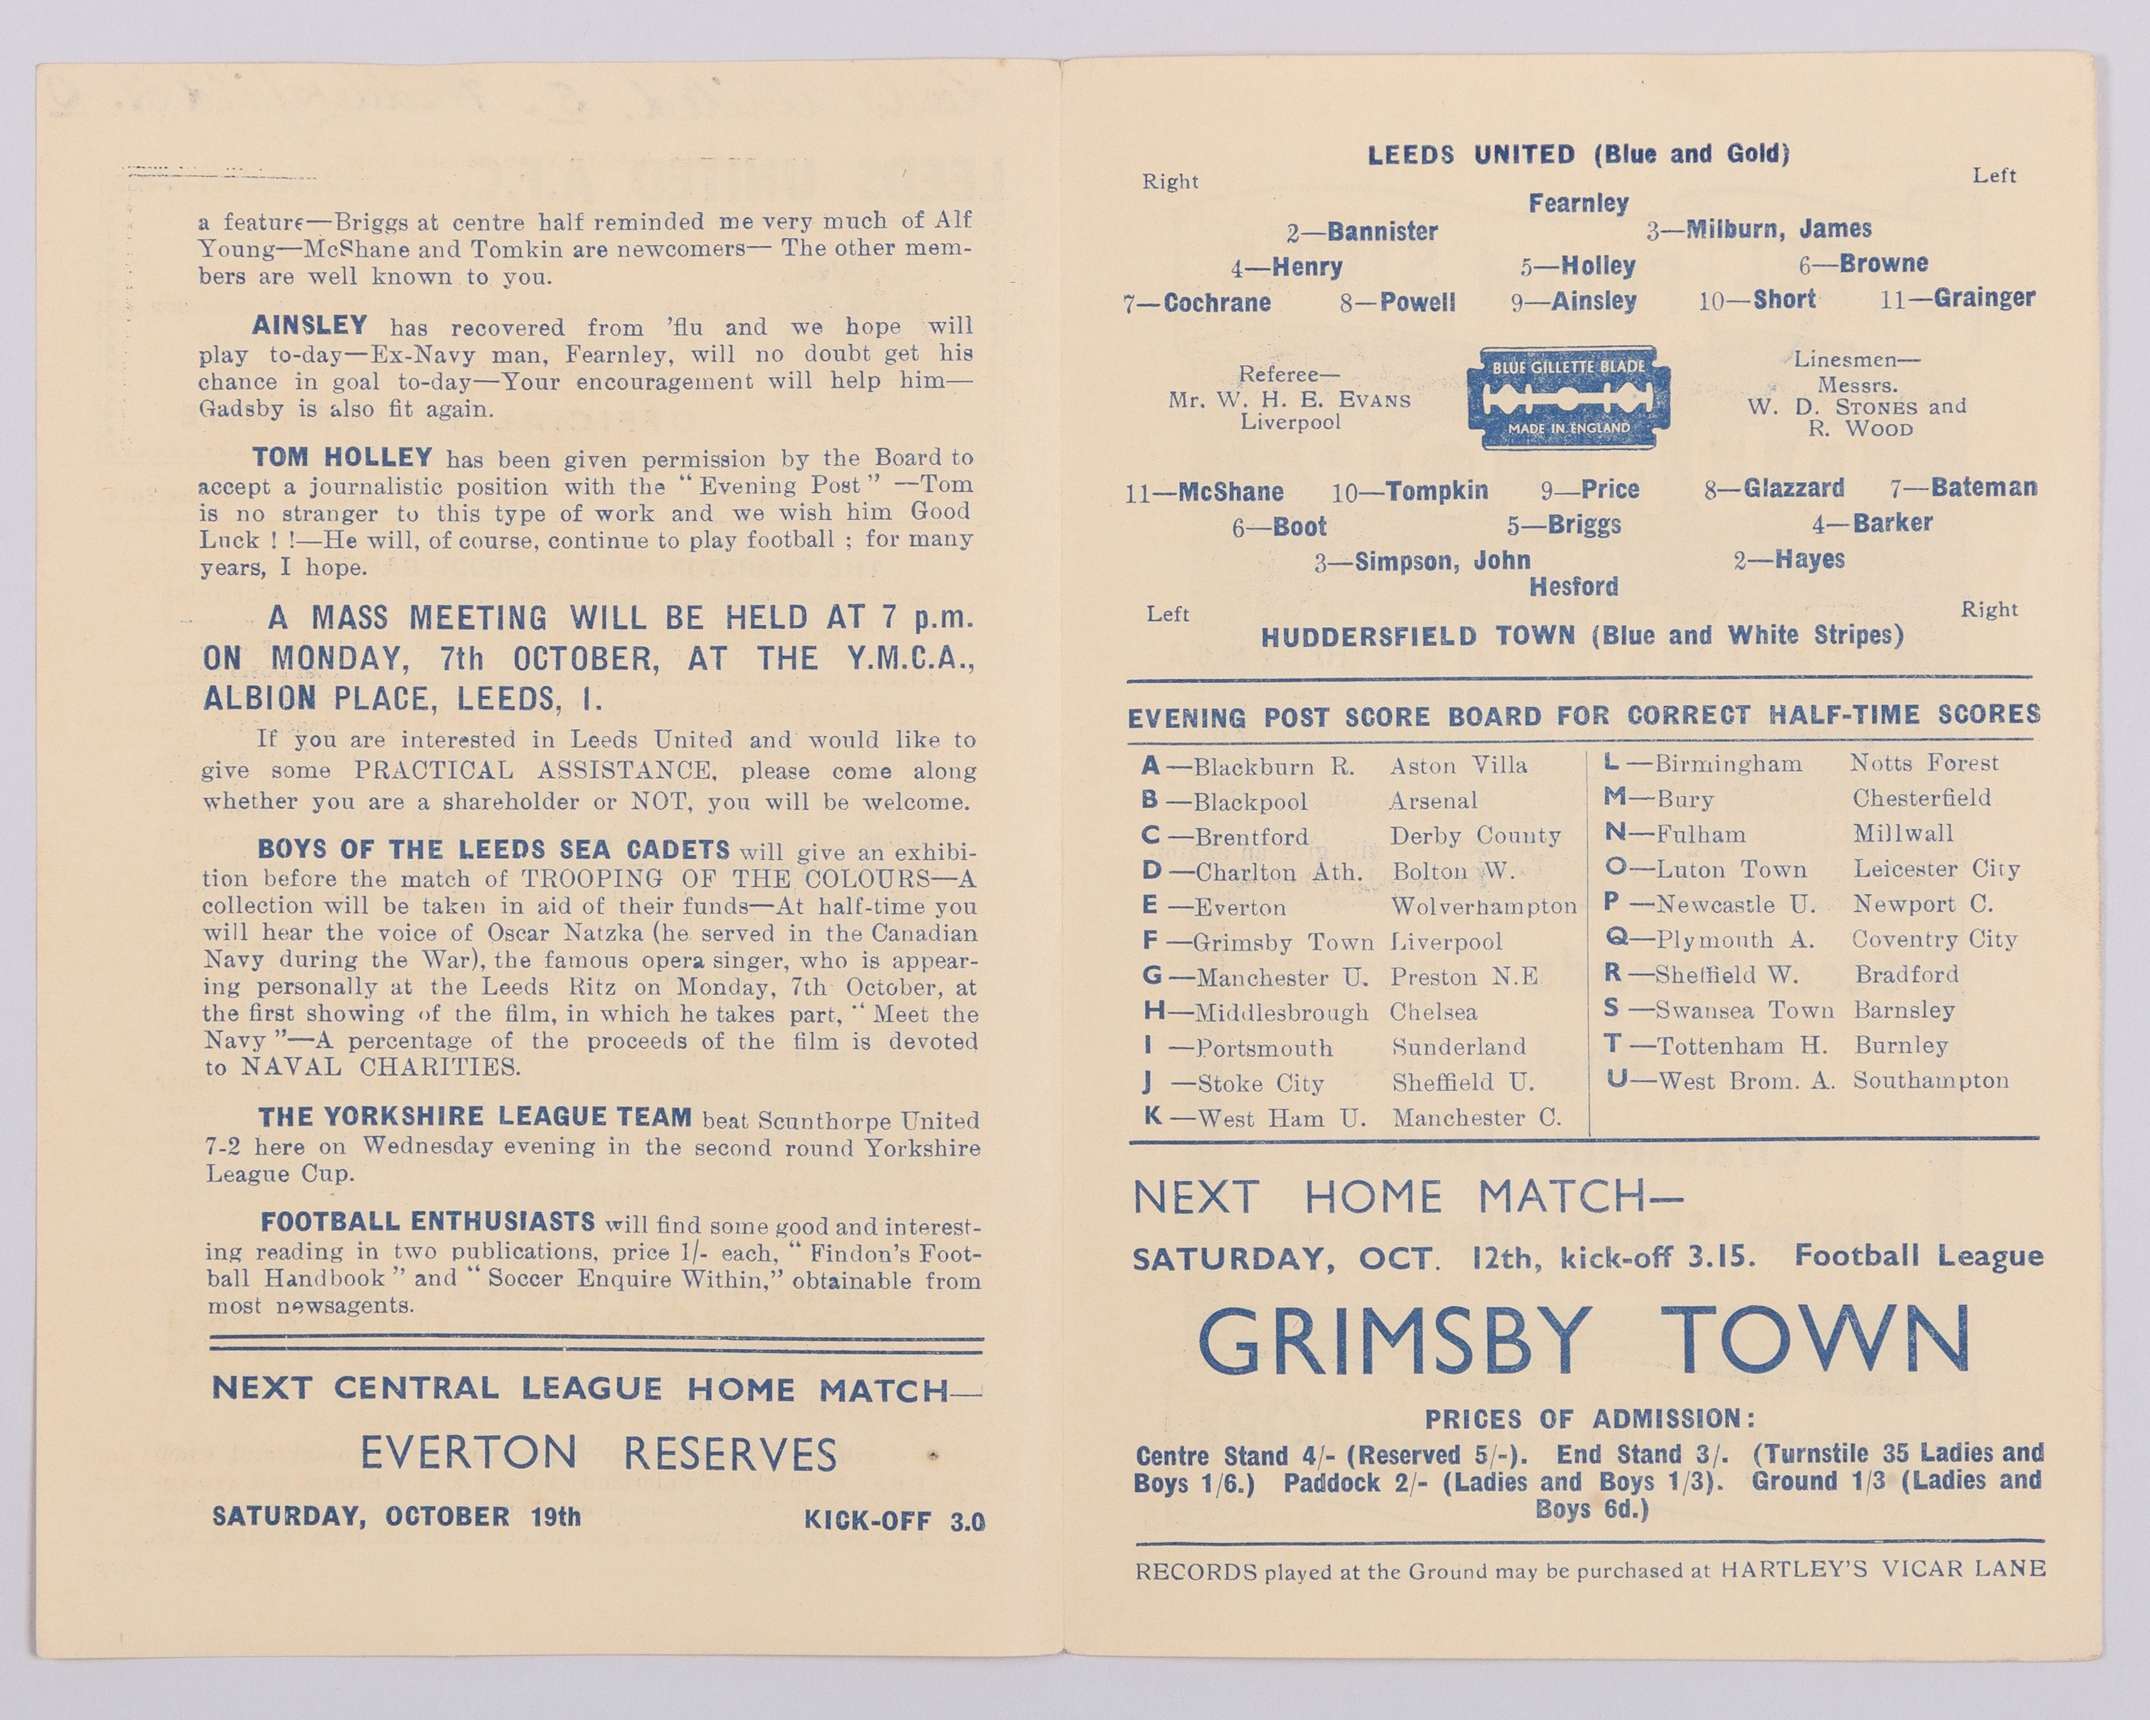 a feature—Briggs at centre half reminded me very much of Alf
Young—McShane and Tomkin are newcomers— The other mem-
bers are well known to you.
AINSLEY has recovered from 'flu and we hope will
play to-day—Ex-Navy man, Fearnley, will no doubt get his
chance in goal to-day—Your encouragement will help him—
Gadsby is also fit again.
TOM HOLLEY has been given permission by the Board to
accept a journalistic position with the "Evening Post" —Tom
is no stranger to this type of work and we wish him Good
Luck ! !—He will, of course, continue to play football ; for many
years, I hope.
A MASS MEETING WILL BE HELD AT 7 p.m.
ON MONDAY, 7th OCTOBER, AT THE Y.M.C.A.,
ALBION PLACE, LEEDS, 1.
If you are interested in Leeds United and would like to
give some PRACTICAL ASSISTANCE, please come along
whether you are a shareholder or NOT, you will be welcome.
BOYS OF THE LEEDS SEA CADETS will give an exhibi-
tion before the match of TROOPING OF THE COLOURS—A
collection will be taken in aid of their funds—At half-time you
will hear the voice of Oscar Natzka (he served in the Canadian
Navy during the War), the famous opera singer, who is appear-
ing personally at the Leeds Ritz on Monday, 7th October, at
the first showing of the film, in which he takes part, "Meet the
Navy"—A percentage of the proceeds of the film is devoted
to NAVAL CHARITIES.
THE YORKSHIRE LEAGUE TEAM beat Scunthorpe United
7-2 here on Wednesday evening in the second round Yorkshire
League Cup.
FOOTBALL ENTHUSIASTS will find some good and interest-
ing reading in two publications, price 1/- each, "Findon's Foot-
ball Handbook" and "Soccer Enquire Within," obtainable from
most newsagents.
NEXT CENTRAL LEAGUE HOME MATCH—
EVERTON RESERVES
SATURDAY, OCTOBER 19th KICK-OFF 3.0
LEEDS UNITED (Blue and Gold)
Right Left
Fearnley
2—Bannister 3—Milburn, James
4—Henry 5—Holley 6—Browne
7—Cochrane 8—Powell 9—Ainsley 10—Short 11—Grainger
Referee—
Mr. W. H. E. EVANS
Liverpool
BLUE GILLETTE BLADE
MADE IN ENGLAND
Linesmen—
Messrs.
W. D. STONES and
R. WOOD
11—McShane 10—Tompkin 9—Price 8—Glazzard 7—Bateman
6—Boot 5—Briggs 4—Barker
3—Simpson, John 2—Hayes
Hesford
Left Right
HUDDERSFIELD TOWN (Blue and White Stripes)
EVENING POST SCORE BOARD FOR CORRECT HALF-TIME SCORES
A—Blackburn R. Aston Villa
B—Blackpool Arsenal
C—Brentford Derby County
D—Charlton Ath. Bolton W.
E—Everton Wolverhampton
F—Grimsby Town Liverpool
G—Manchester U. Preston N.E
H—Middlesbrough Chelsea
I—Portsmouth Sunderland
J—Stoke City Sheffield U.
K—West Ham U. Manchester C.
L—Birmingham Notts Forest
M—Bury Chesterfield
N—Fulham Millwall
O—Luton Town Leicester City
P—Newcastle U. Newport C.
Q—Plymouth A. Coventry City
R—Sheffield W. Bradford
S—Swansea Town Barnsley
T—Tottenham H. Burnley
U—West Brom. A. Southampton
NEXT HOME MATCH—
SATURDAY, OCT. 12th, kick-off 3.15. Football League
GRIMSBY TOWN
PRICES OF ADMISSION:
Centre Stand 4/- (Reserved 5/-). End Stand 3/. (Turnstile 35 Ladies and
Boys 1/6.) Paddock 2/- (Ladies and Boys 1/3). Ground 1/3 (Ladies and
Boys 6d.)
RECORDS played at the Ground may be purchased at HARTLEY'S VICAR LANE